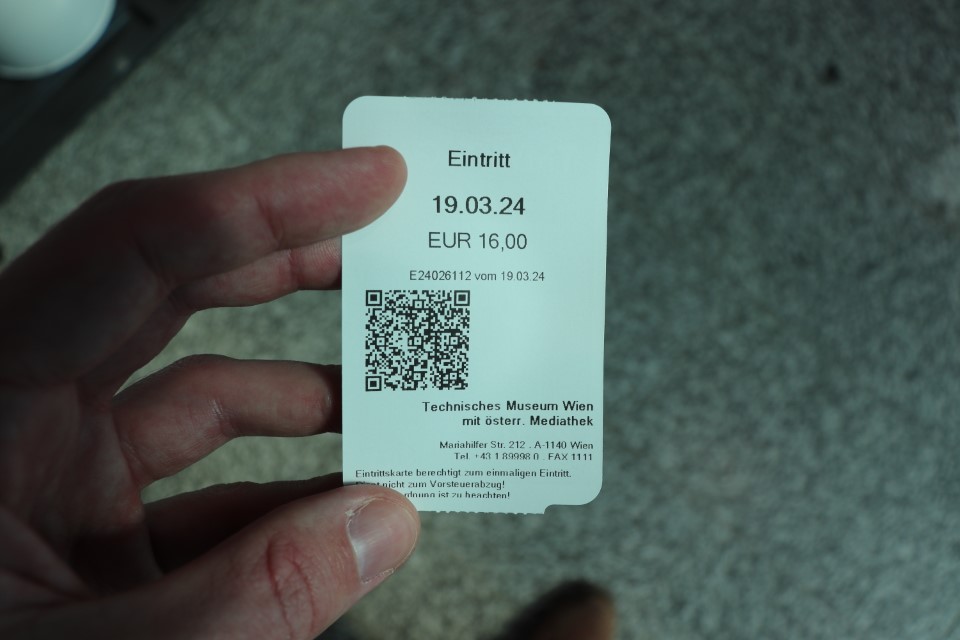 Eintritt
19.03.24
EUR 16,00
E24026112 vom 19.03.24
Technisches Museum Wien
mit österr. Mediathek
Mariahilfer Str. 212 . A-1140 Wien
Tel. +43 1 89998 0 . FAX 1111
Eintrittskarte berechtigt zum einmaligen Eintritt.
nicht zum Vorsteuerabzug!
ist zu beachten!